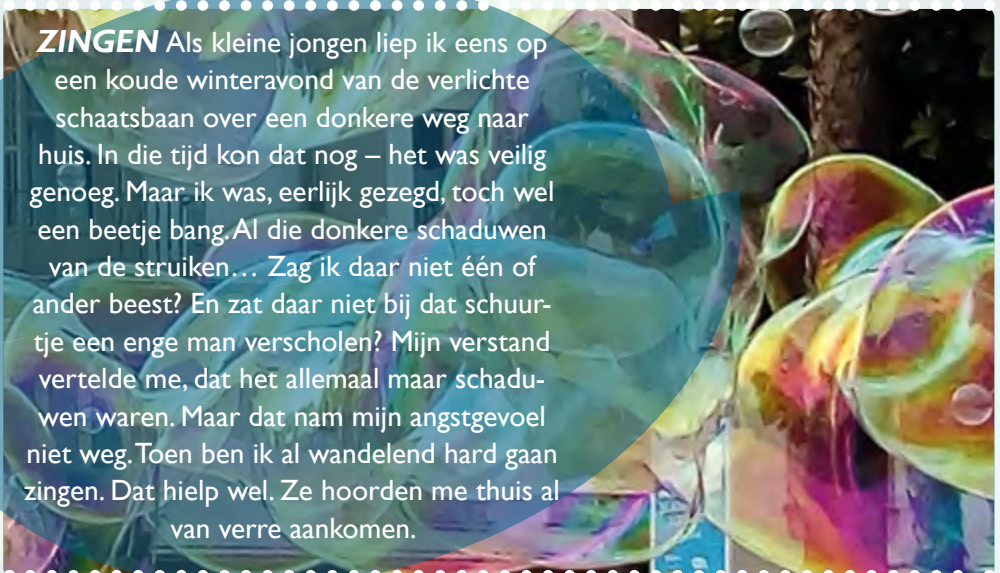 ZINGEN Als kleine jongen liep ik eens op
een koude winteravond van de verlichte
schaatsbaan over een donkere weg naar
huis. In die tijd kon dat nog – het was veilig
genoeg. Maar ik was, eerlijk gezegd, toch wel
een beetje bang. Al die donkere schaduwen
van de struiken… Zag ik daar niet één of
ander beest? En zat daar niet bij dat schuur-
tje een enge man verscholen? Mijn verstand
vertelde me, dat het allemaal maar schadu-
wen waren. Maar dat nam mijn angstgevoel
niet weg. Toen ben ik al wandelend hard gaan
zingen. Dat hielp wel. Ze hoorden me thuis al
van verre aankomen.